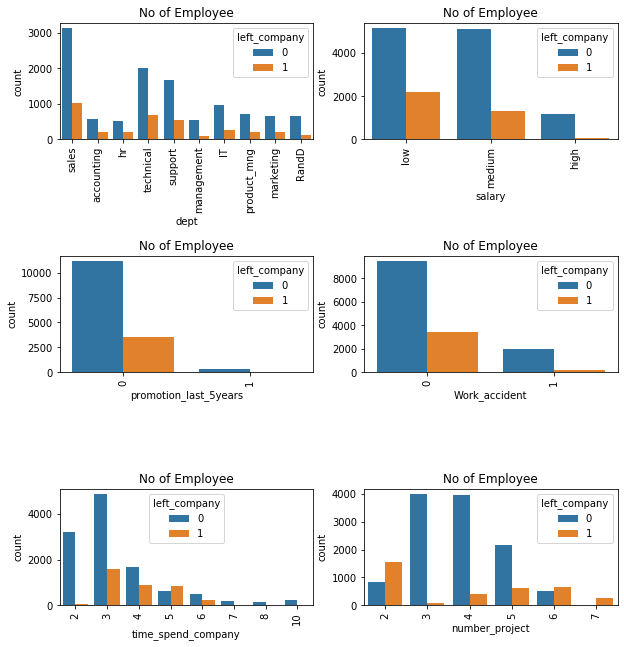 No of Employee
left_company
0
1
count
3000
2000
1000
0
sales
accounting
hr
technical
support
management
IT
product_mng
marketing
RandD
dept
No of Employee
left_company
0
1
count
4000
2000
0
low
medium
high
salary
No of Employee
left_company
0
1
count
10000
7500
5000
2500
0
0
1
promotion_last_5years
No of Employee
left_company
0
1
count
8000
6000
4000
2000
0
0
1
Work_accident
No of Employee
left_company
0
1
count
4000
2000
0
2
3
4
5
6
7
8
10
time_spend_company
No of Employee
left_company
0
1
count
4000
3000
2000
1000
0
2
3
4
5
6
7
number_project